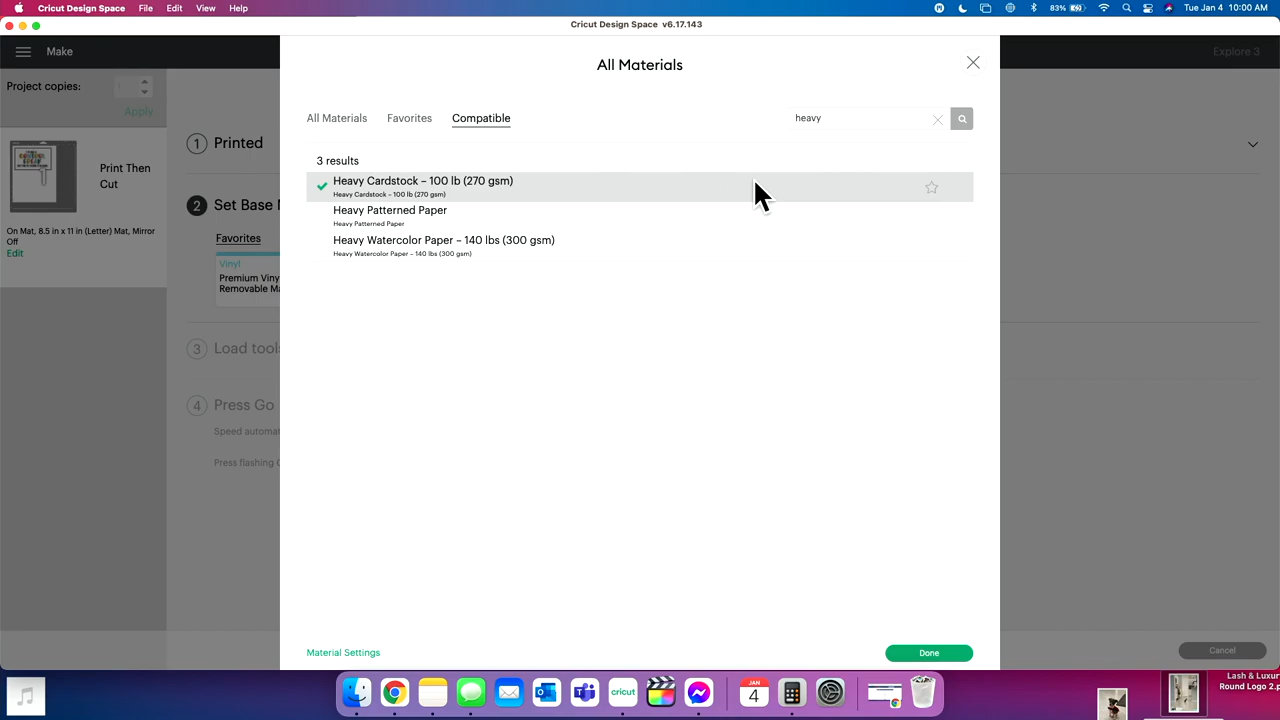 Cricut Design Space File Edit View Help 83% Tue Jan 4 10:00 AM
Cricut Design Space v6.17.143
Make Explore 3
Project copies: 1
Apply
Print Then
Cut
On Mat, 8.5 in x 11 in (Letter) Mat, Mirror
Off
Edit
1 Printed
2 Set Base
Favorites
Vinyl
Premium Viny
Removable Ma
3 Load tools
4 Press Go
Speed automat
Press flashing
All Materials
All Materials Favorites Compatible heavy
3 results
Heavy Cardstock – 100 lb (270 gsm)
Heavy Cardstock – 100 lb (270 gsm)
Heavy Patterned Paper
Heavy Patterned Paper
Heavy Watercolor Paper – 140 lbs (300 gsm)
Heavy Watercolor Paper – 140 lbs (300 gsm)
Material Settings Done
Cancel
cricut
JAN
4
Lash & Luxur
Round Logo 2.p